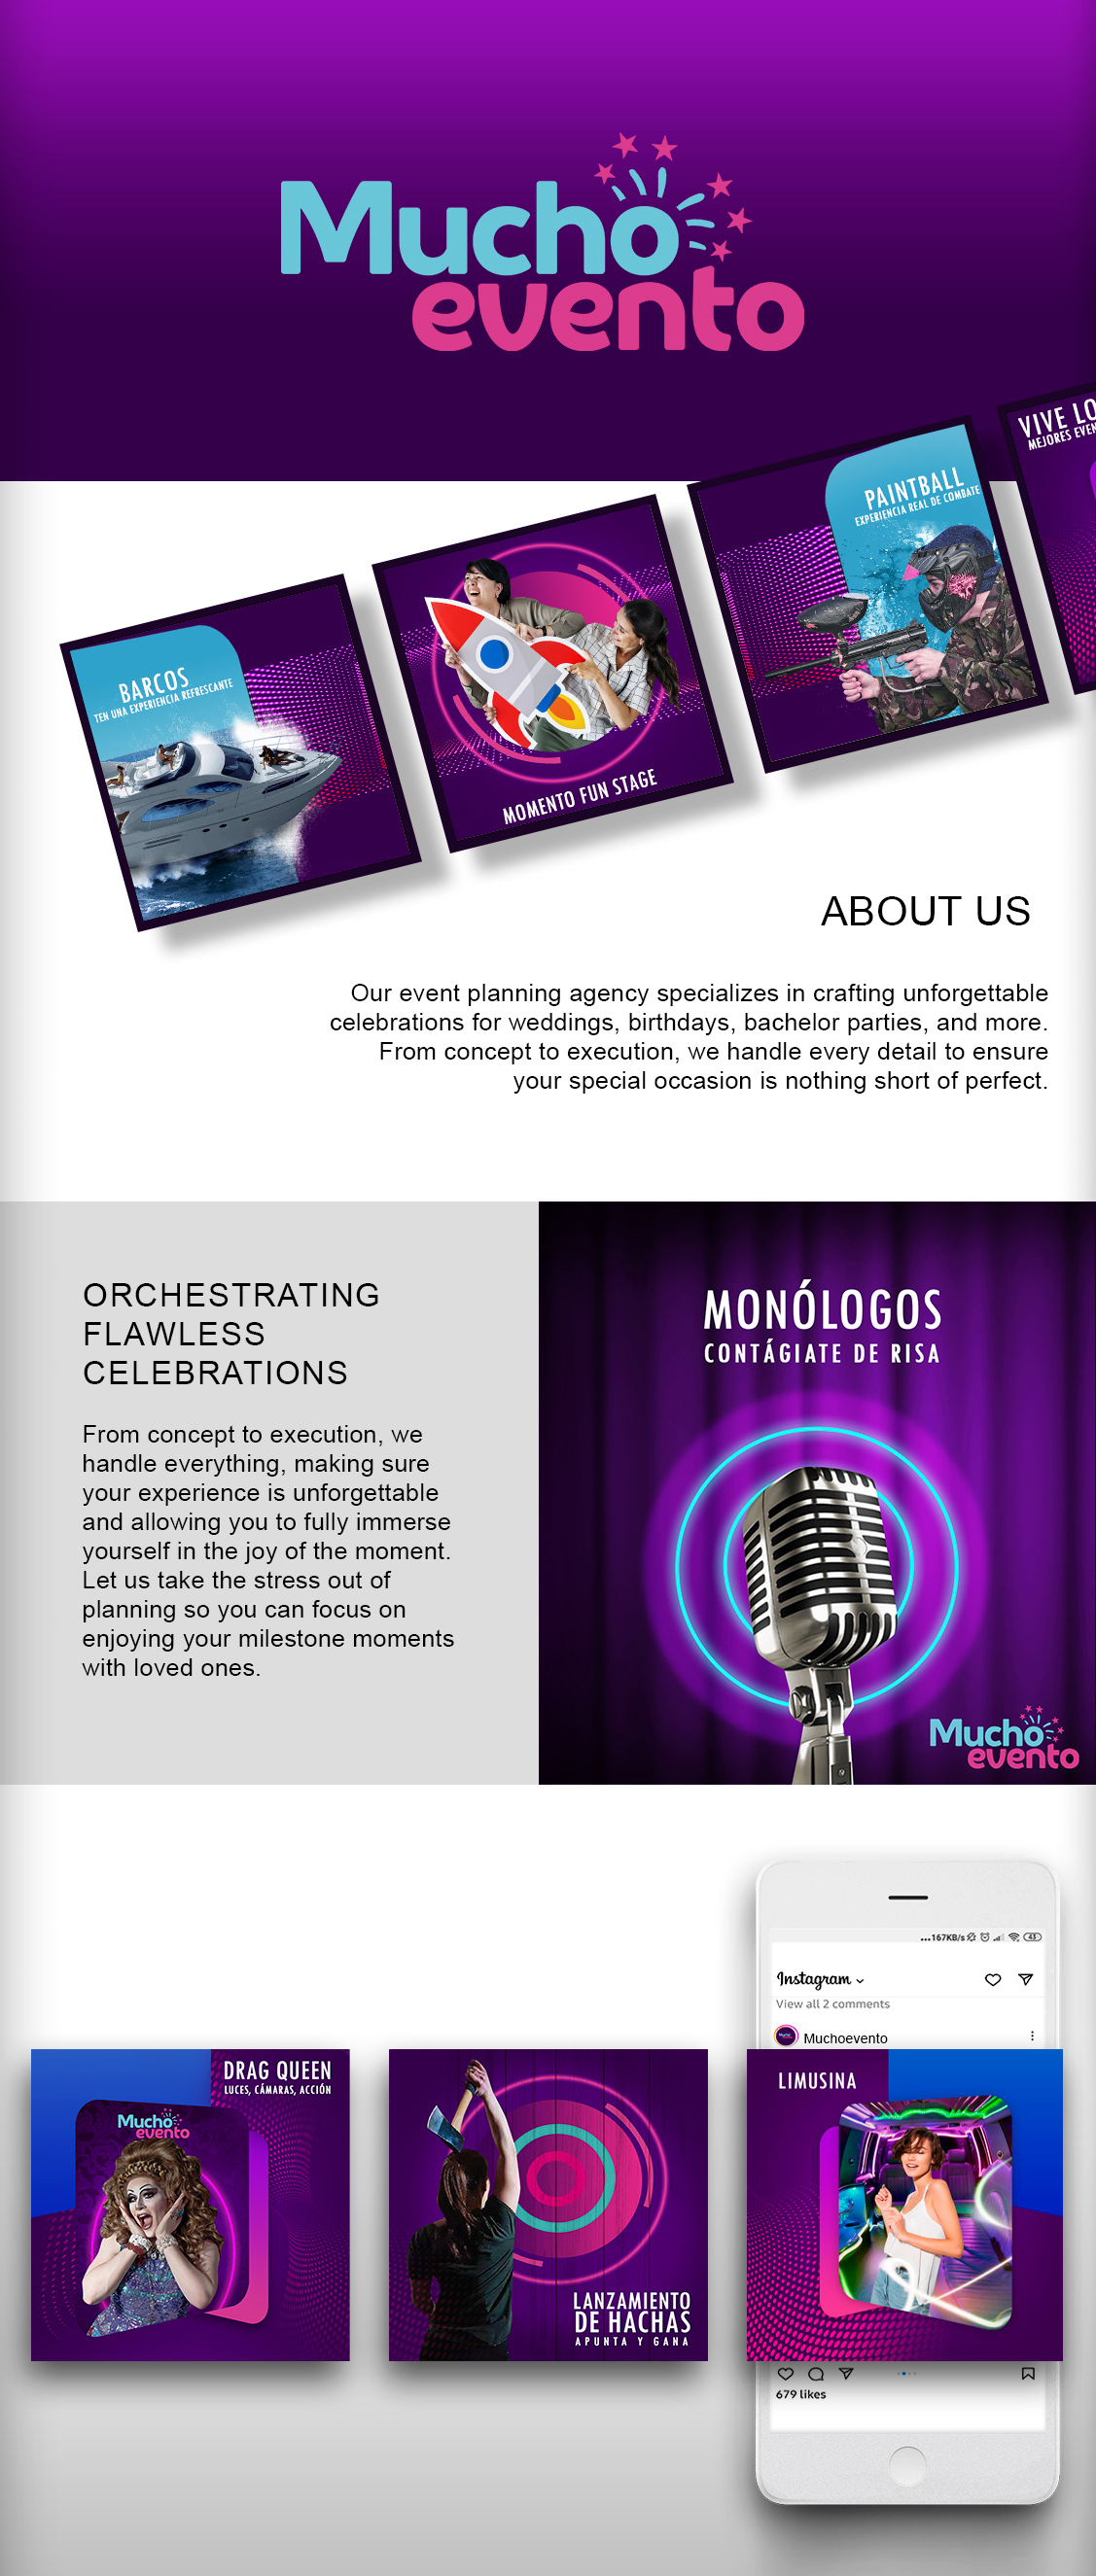 Mucho
evento
VIVE LO
MEJORES EVEN
PAINTBALL
EXPERIENCIA REAL DE COMBATE
BARCOS
TEN UNA EXPERIENCIA REFRESCANTE
MOMENTO FUN STAGE
ABOUT US
Our event planning agency specializes in crafting unforgettable
celebrations for weddings, birthdays, bachelor parties, and more.
From concept to execution, we handle every detail to ensure
your special occasion is nothing short of perfect.
ORCHESTRATING
FLAWLESS
CELEBRATIONS
From concept to execution, we
handle everything, making sure
your experience is unforgettable
and allowing you to fully immerse
yourself in the joy of the moment.
Let us take the stress out of
planning so you can focus on
enjoying your milestone moments
with loved ones.
MONÓLOGOS
CONTÁGIATE DE RISA
Mucho
evento
...167KB/s 43
Instagram
View all 2 comments
Muchoevento
DRAG QUEEN
LUCES, CÁMARAS, ACCIÓN
Mucho
evento
LANZAMIENTO
DE HACHAS
APUNTA Y GANA
LIMUSINA
679 likes